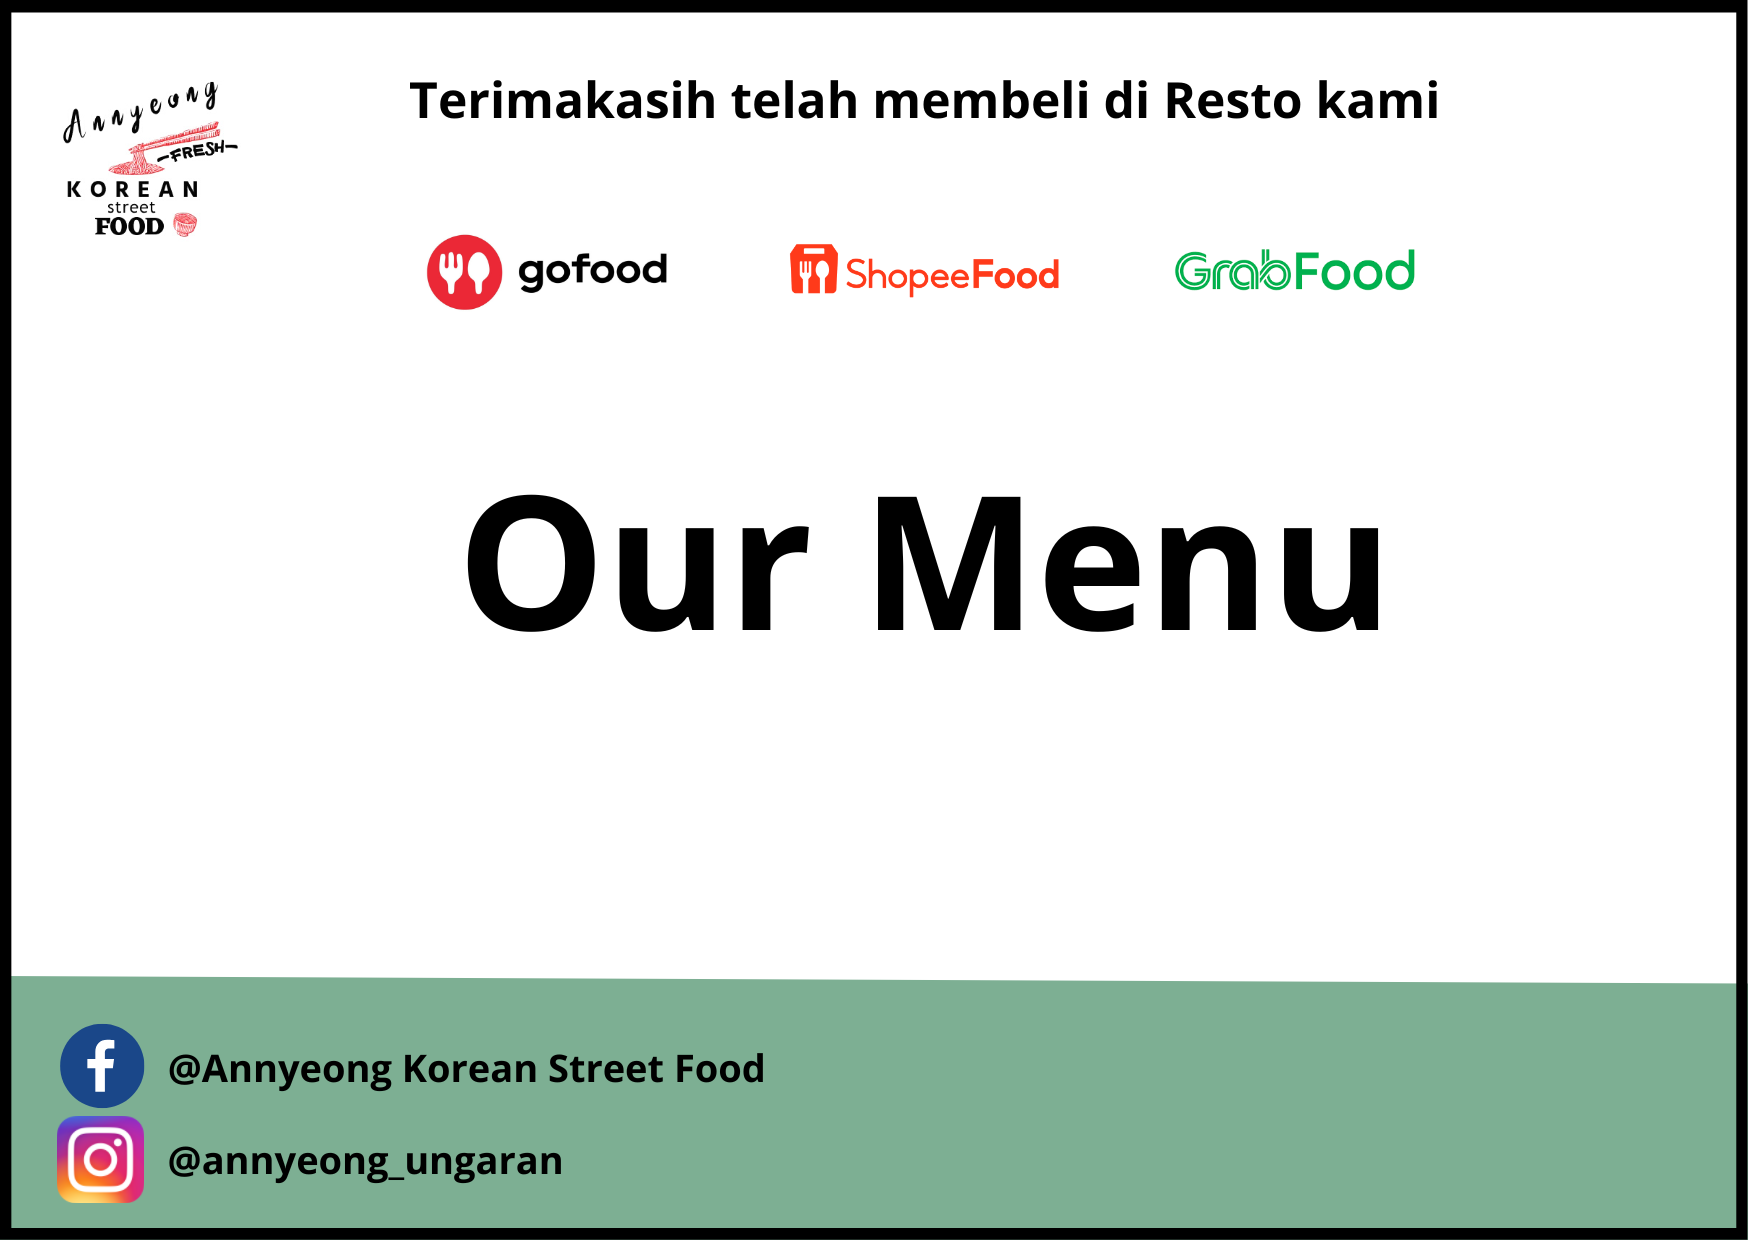 Annyeong
Terimakasih telah membeli di Resto kami
-FRESH-
KOREAN
street
FOOD
gofood
ShopeeFood
GrabFood
Our Menu
@Annyeong Korean Street Food
@annyeong_ungaran